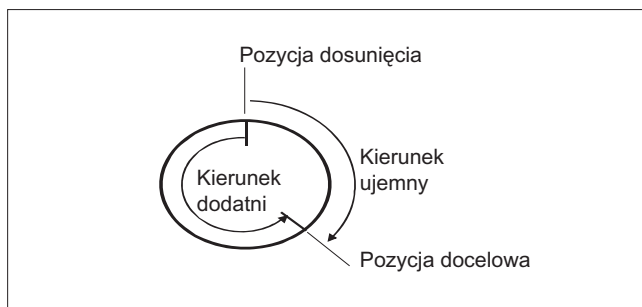 Pozycja dosunięcia
Kierunek
ujemny
Kierunek
dodatni
Pozycja docelowa